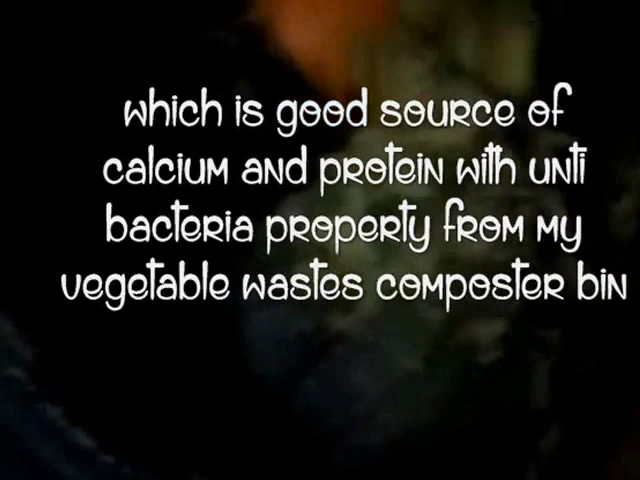 which is good source of
calcium and protein with unti
bacteria property from my
vegetable wastes composter bin